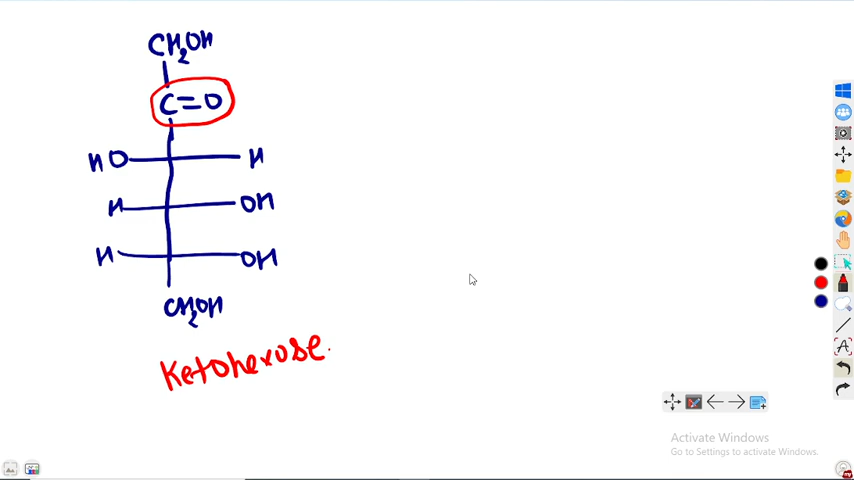 CH2OH
C=O
HO H
H OH
H OH
CH2OH
Ketohexose.
Activate Windows
Go to Settings to activate Windows.